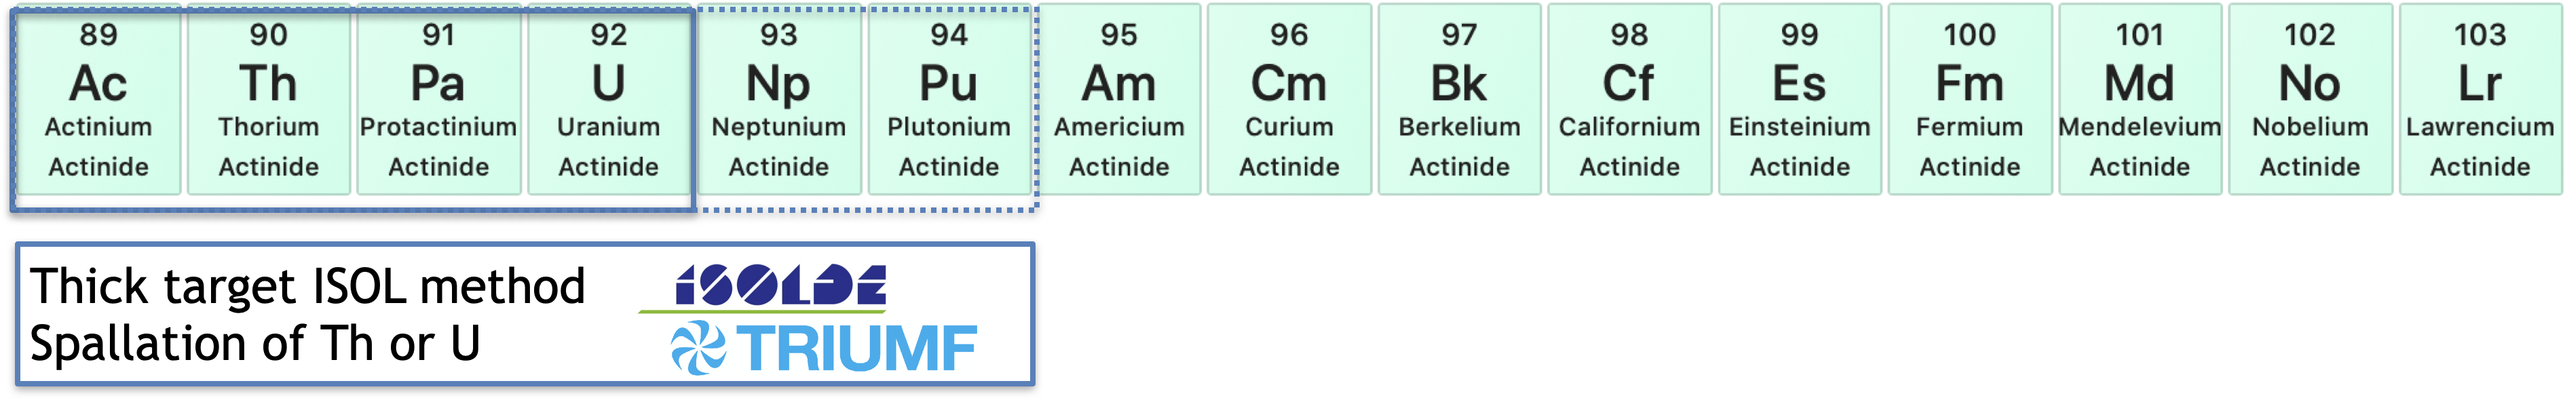 89 90 91 92 93 94 95 96 97 98 99 100 101 102 103
Ac Th Pa U Np Pu Am Cm Bk Cf Es Fm Md No Lr
Actinium Thorium Protactinium Uranium Neptunium Plutonium Americium Curium Berkelium Californium Einsteinium Fermium Mendelevium Nobelium Lawrencium
Actinide Actinide Actinide Actinide Actinide Actinide Actinide Actinide Actinide Actinide Actinide Actinide Actinide Actinide Actinide
Thick target ISOL method
Spallation of Th or U
ISOLDE
TRIUMF